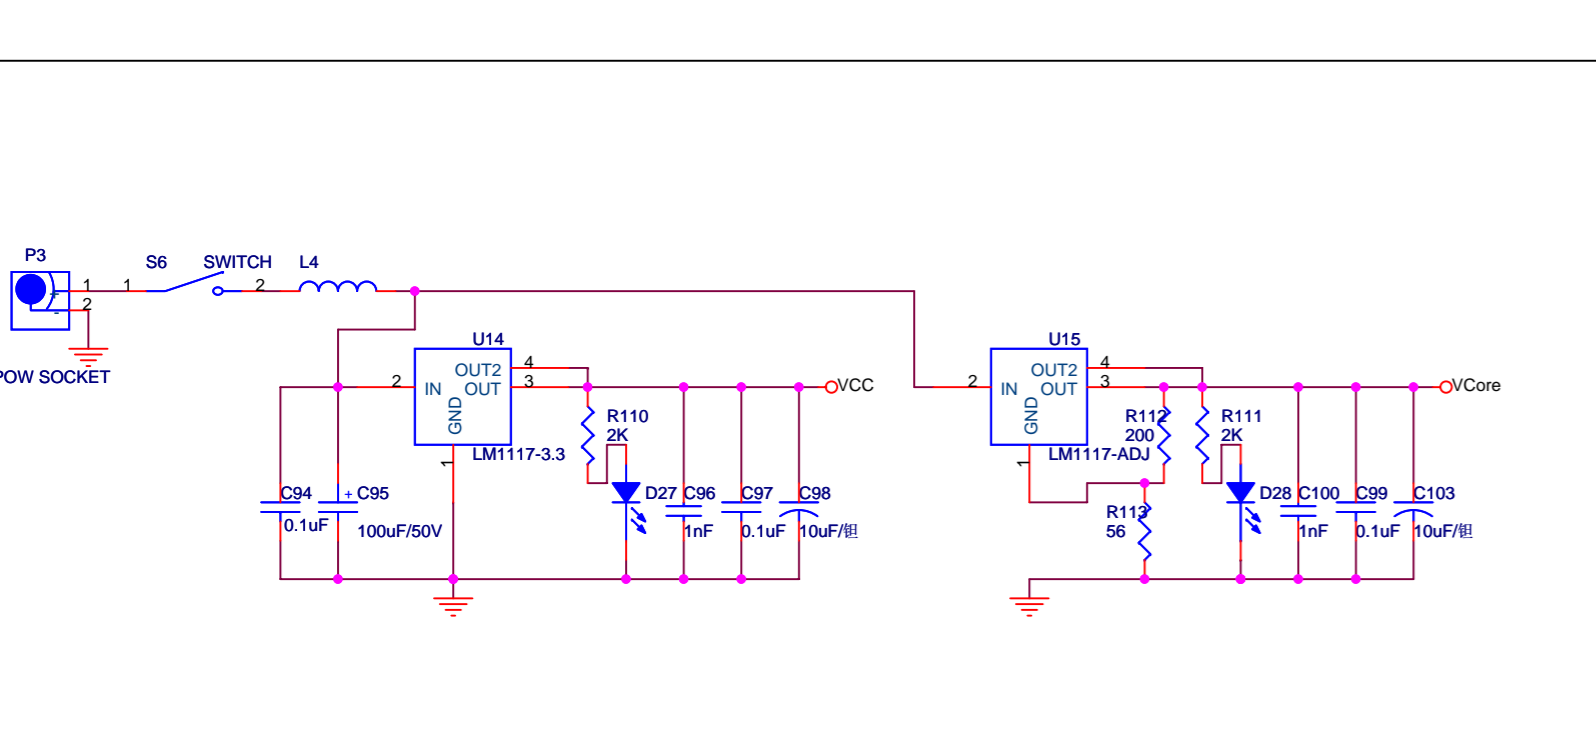 P3
S6 SWITCH L4
1 1 2
+
2
-
POW SOCKET
U14
OUT2 4
2 IN OUT 3
GND
1
LM1117-3.3
VCC
R110
2K
C94
0.1uF
+ C95
100uF/50V
D27
C96
1nF
C97
0.1uF
C98
10uF/钽
U15
OUT2 4
2 IN OUT 3
GND
1
LM1117-ADJ
VCore
R112
200
R111
2K
R113
56
D28
C100
1nF
C99
0.1uF
C103
10uF/钽